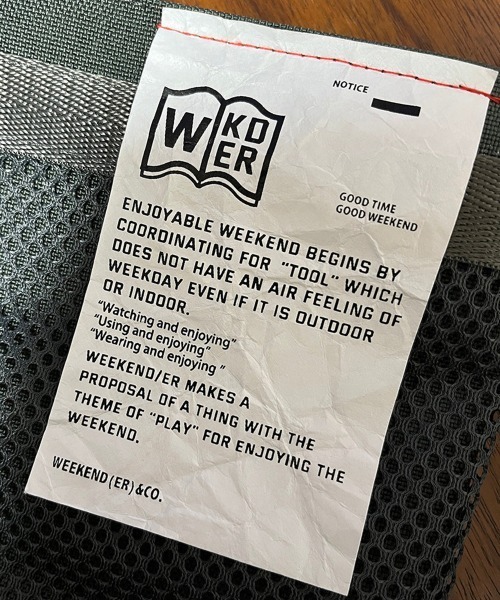 NOTICE
W KD
ER
GOOD TIME
GOOD WEEKEND
ENJOYABLE WEEKEND BEGINS BY
COORDINATING FOR "TOOL" WHICH
DOES NOT HAVE AN AIR FEELING OF
WEEKDAY EVEN IF IT IS OUTDOOR
OR INDOOR.
"Watching and enjoying"
"Using and enjoying"
"Wearing and enjoying "
WEEKEND/ER MAKES A
PROPOSAL OF A THING WITH THE
THEME OF "PLAY" FOR ENJOYING THE
WEEKEND.
WEEKEND(ER)&CO.